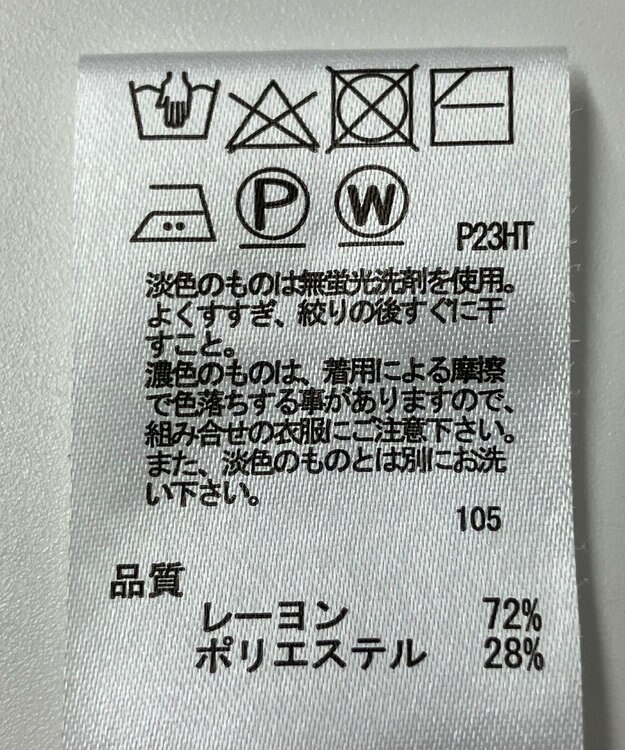 P W P23HT
淡色のものは無蛍光洗剤を使用。
よくすすぎ、絞りの後すぐに干
すこと。
濃色のものは、着用による摩擦
で色落ちする事がありますので、
組み合せの衣服にご注意下さい。
また、淡色のものとは別にお洗
い下さい。
105
品質
レーヨン 72%
ポリエステル 28%